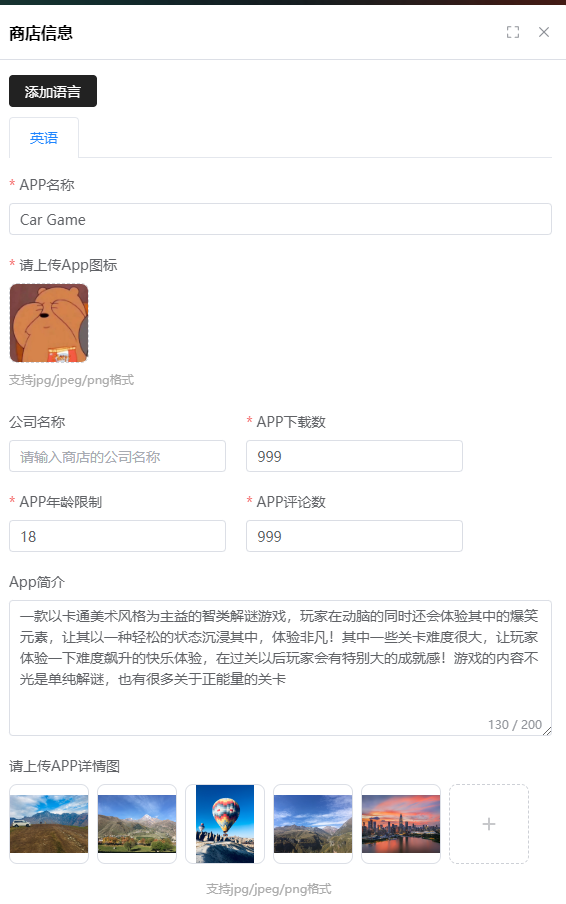 商店信息
添加语言
英语
* APP名称
Car Game
* 请上传App图标
支持jpg/jpeg/png格式
公司名称
* APP下载数
请输入商店的公司名称
999
* APP年龄限制
* APP评论数
18
999
App简介
一款以卡通美术风格为主益的智类解谜游戏，玩家在动脑的同时还会体验其中的爆笑
元素，让其以一种轻松的状态沉浸其中，体验非凡！其中一些关卡难度很大，让玩家
体验一下难度飙升的快乐体验，在过关以后玩家会有特别大的成就感！游戏的内容不
光是单纯解谜，也有很多关于正能量的关卡
130 / 200
请上传APP详情图
支持jpg/jpeg/png格式